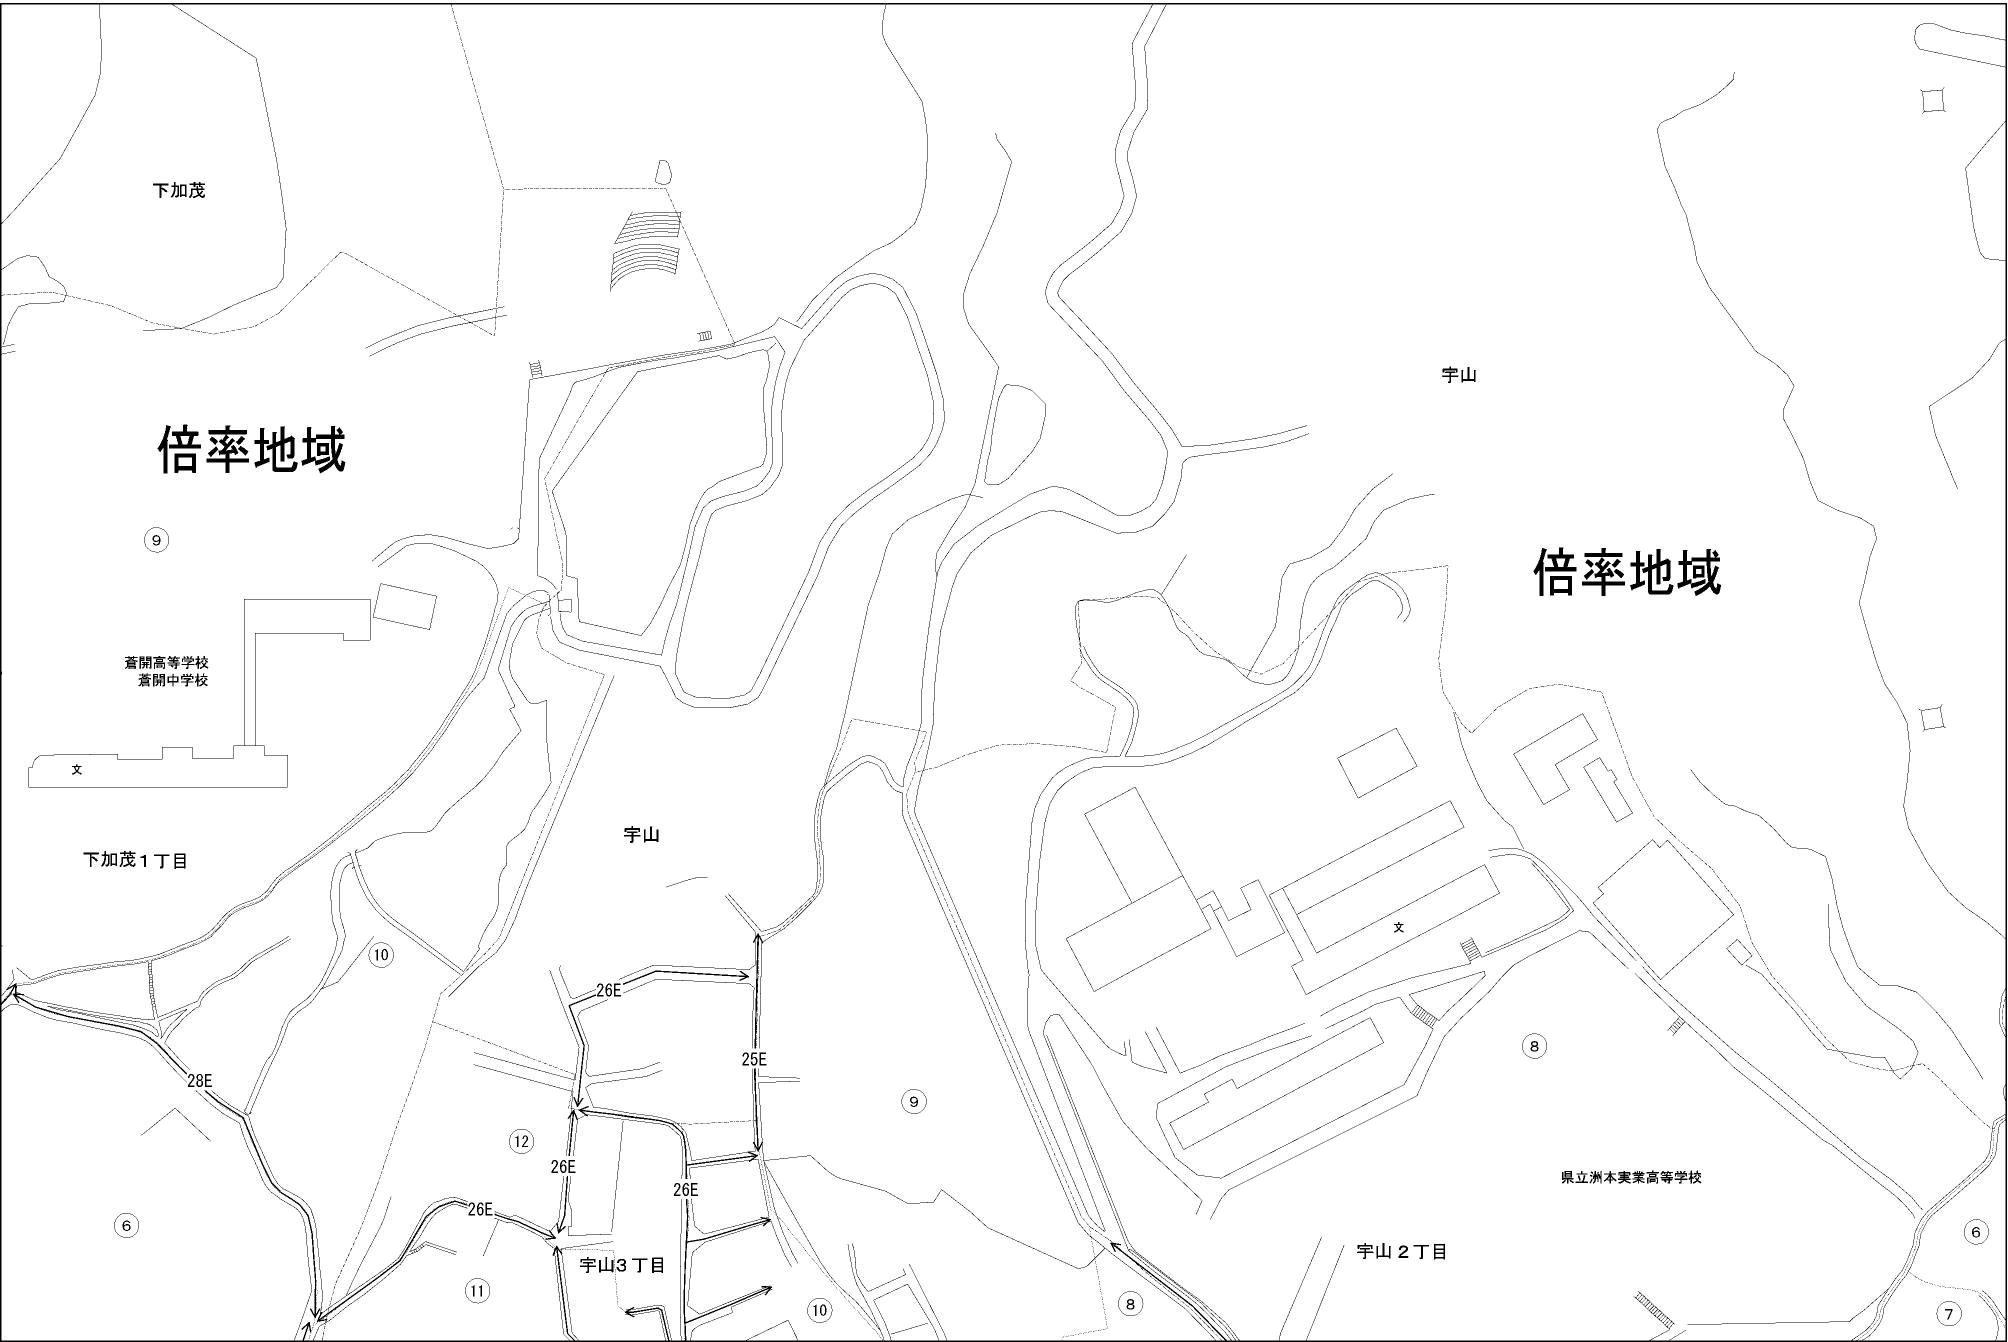 下加茂
宇山
倍率地域
⑨
倍率地域
蒼開高等学校
蒼開中学校
文
宇山
下加茂1丁目
文
⑩
26E
25E
⑧
28E
⑨
⑫
26E
県立洲本実業高等学校
26E
26E
⑥
⑥
宇山2丁目
宇山3丁目
⑪
⑧
⑩
⑦